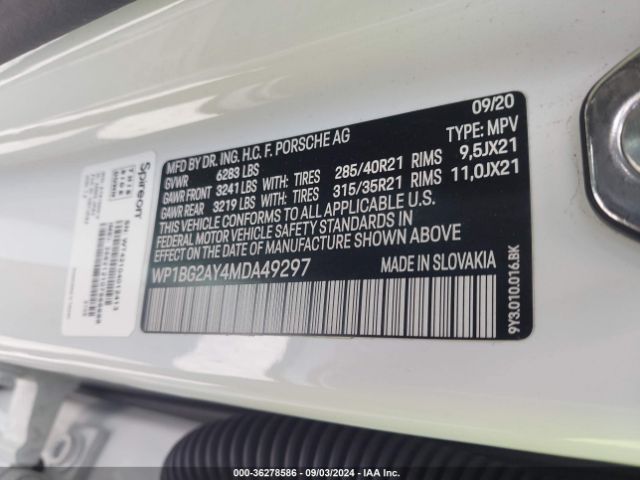 09/20
MFD BY DR. ING. H.C. F. PORSCHE AG TYPE: MPV
GVWR 6283 LBS
GAWR FRONT 3241 LBS WITH: TIRES 285/40R21 RIMS 9,5JX21
GAWR REAR 3219 LBS WITH: TIRES 315/35R21 RIMS 11,0JX21
THIS VEHICLE CONFORMS TO ALL APPLICABLE U.S.
FEDERAL MOTOR VEHICLE SAFETY STANDARDS
IN EFFECT ON THE DATE OF MANUFACTURE
SHOWN ABOVE.
WP1BG2AY4MDA49297 MADE IN SLOVAKIA
9Y3.010.016.BK
Spireon
000-36278586 - 09/03/2024 - IAA Inc.